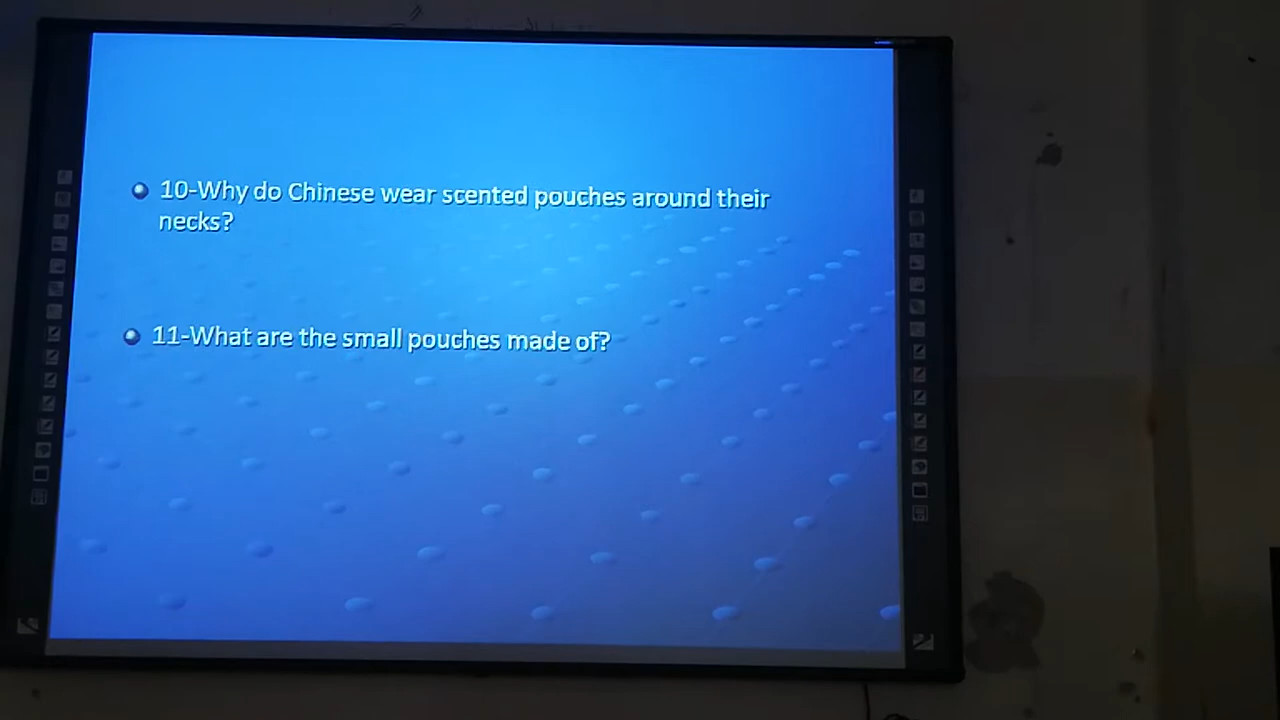 10-Why do Chinese wear scented pouches around their
necks?
11-What are the small pouches made of?